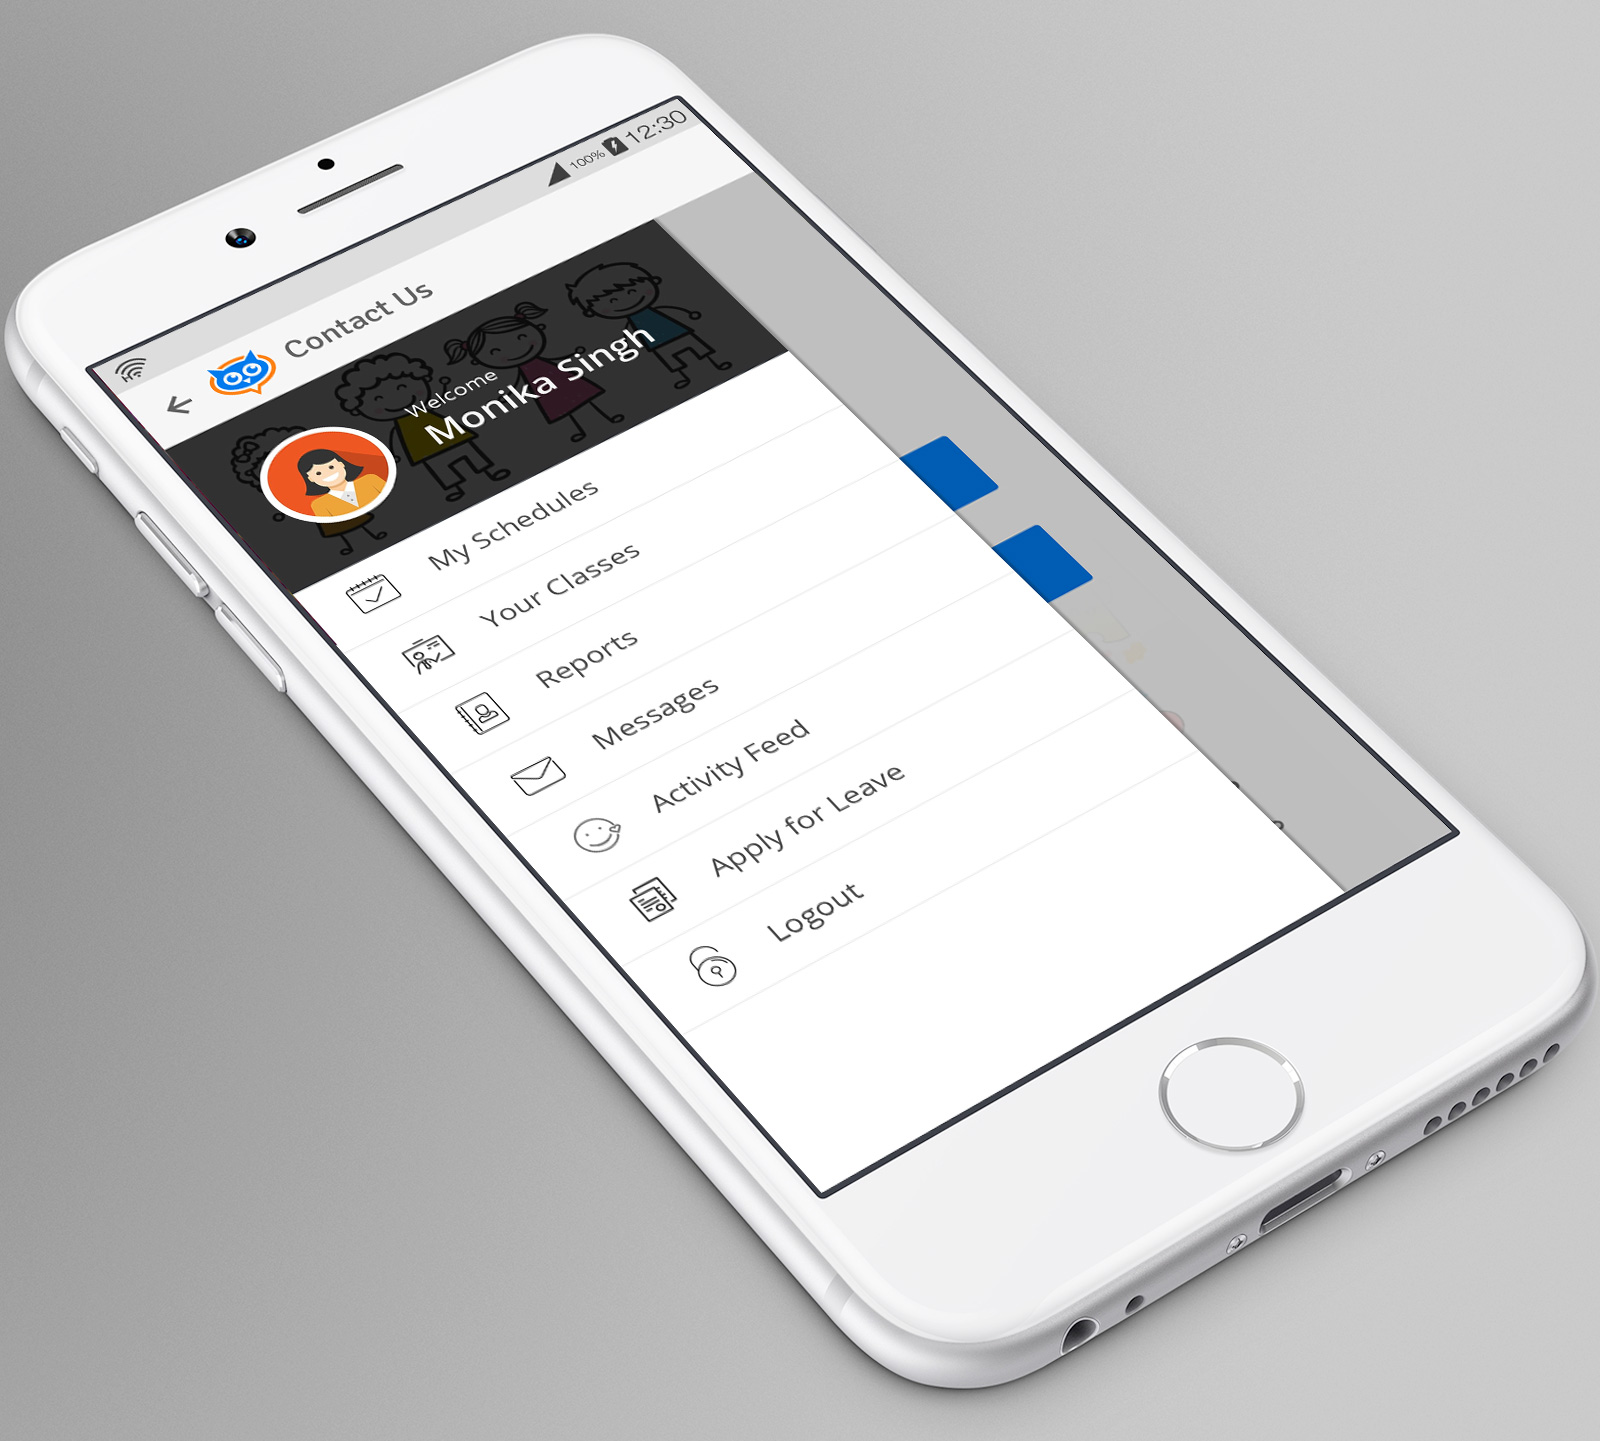 100% 12:30
Contact Us
Welcome
Monika Singh
My Schedules
Your Classes
Reports
Messages
Activity Feed
Apply for Leave
Logout